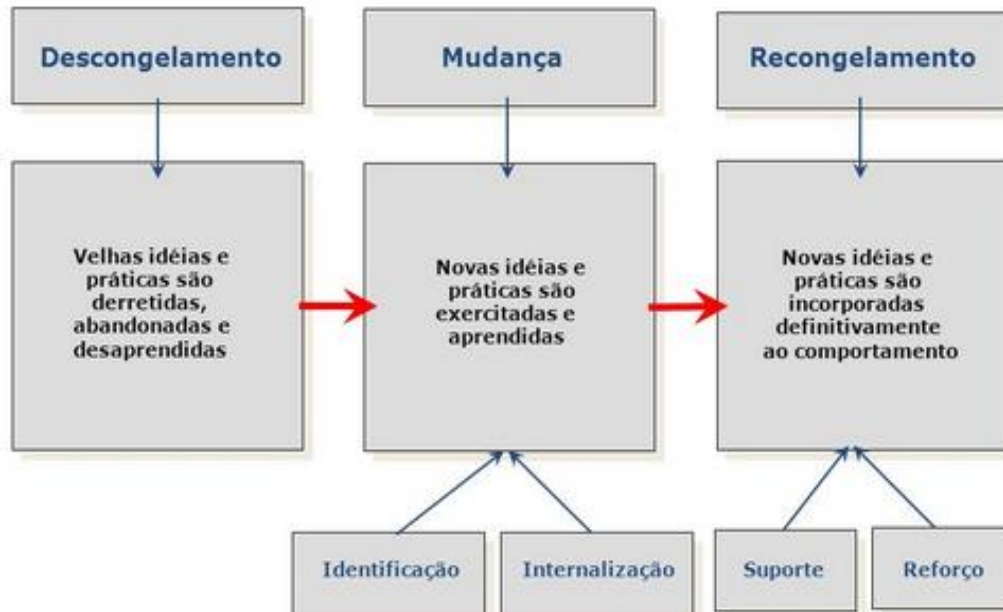 Descongelamento
Mudança
Recongelamento
Velhas idéias e
práticas são
derretidas,
abandonadas e
desaprendidas
Novas idéias e
práticas são
exercitadas e
aprendidas
Novas idéias e
práticas são
incorporadas
definitivamente
ao comportamento
Identificação
Internalização
Suporte
Reforço